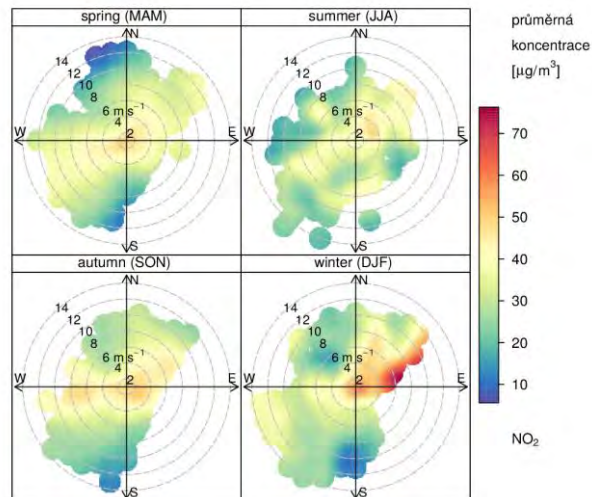 spring (MAM)
N
14
12
10
8
6 m s⁻¹
4
2
W
E
S
summer (JJA)
N
14
12
10
8
6 m s⁻¹
4
2
W
E
S
autumn (SON)
N
14
12
10
8
6 m s⁻¹
4
2
W
E
S
winter (DJF)
N
14
12
10
8
6 m s⁻¹
4
2
W
E
S
průměrná
koncentrace
[µg/m³]
70
60
50
40
30
20
10
NO₂